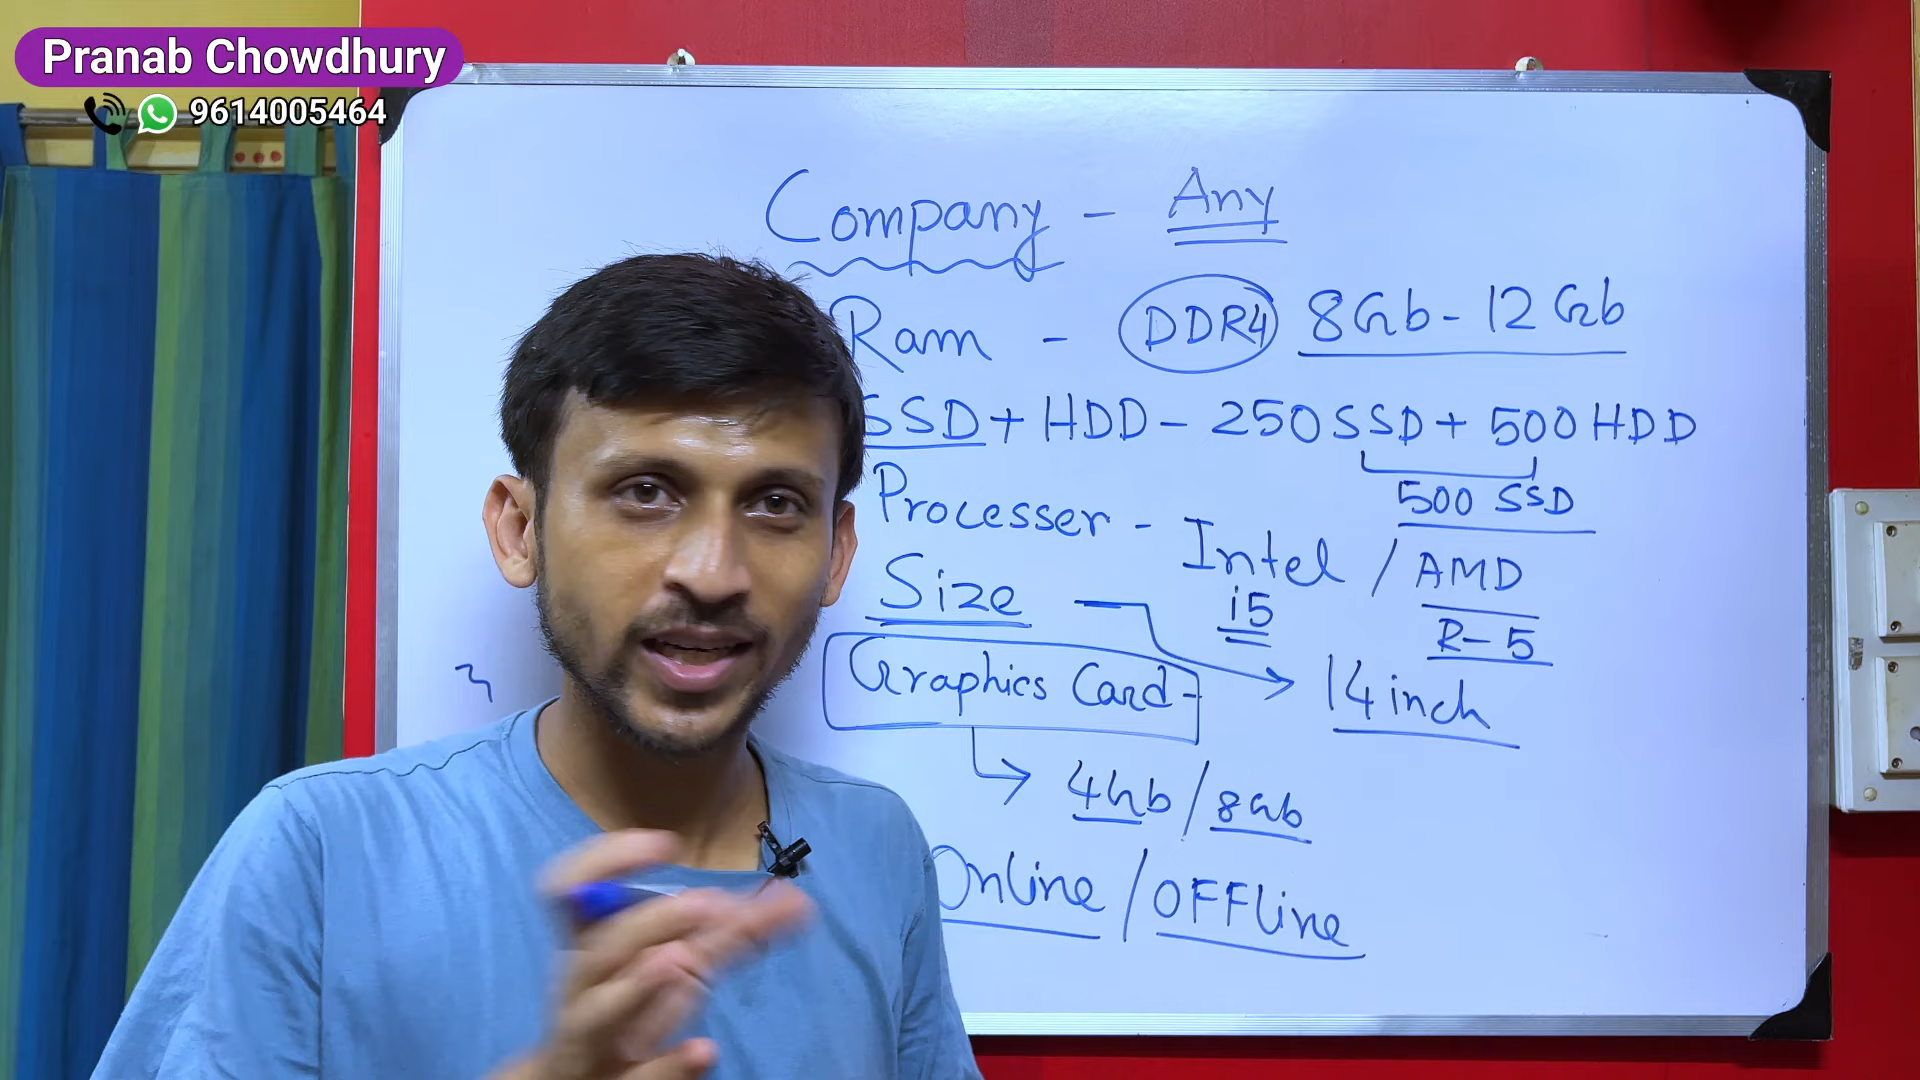 Pranab Chowdhury
9614005464
Company - Any
Ram - DDR4 8Gb - 12Gb
SSD + HDD - 250 SSD + 500 HDD
500 SSD
Processer - Intel / AMD
i5 R-5
Size 14 inch
Graphics Card -
4Gb / 8Gb
Online / OFFline